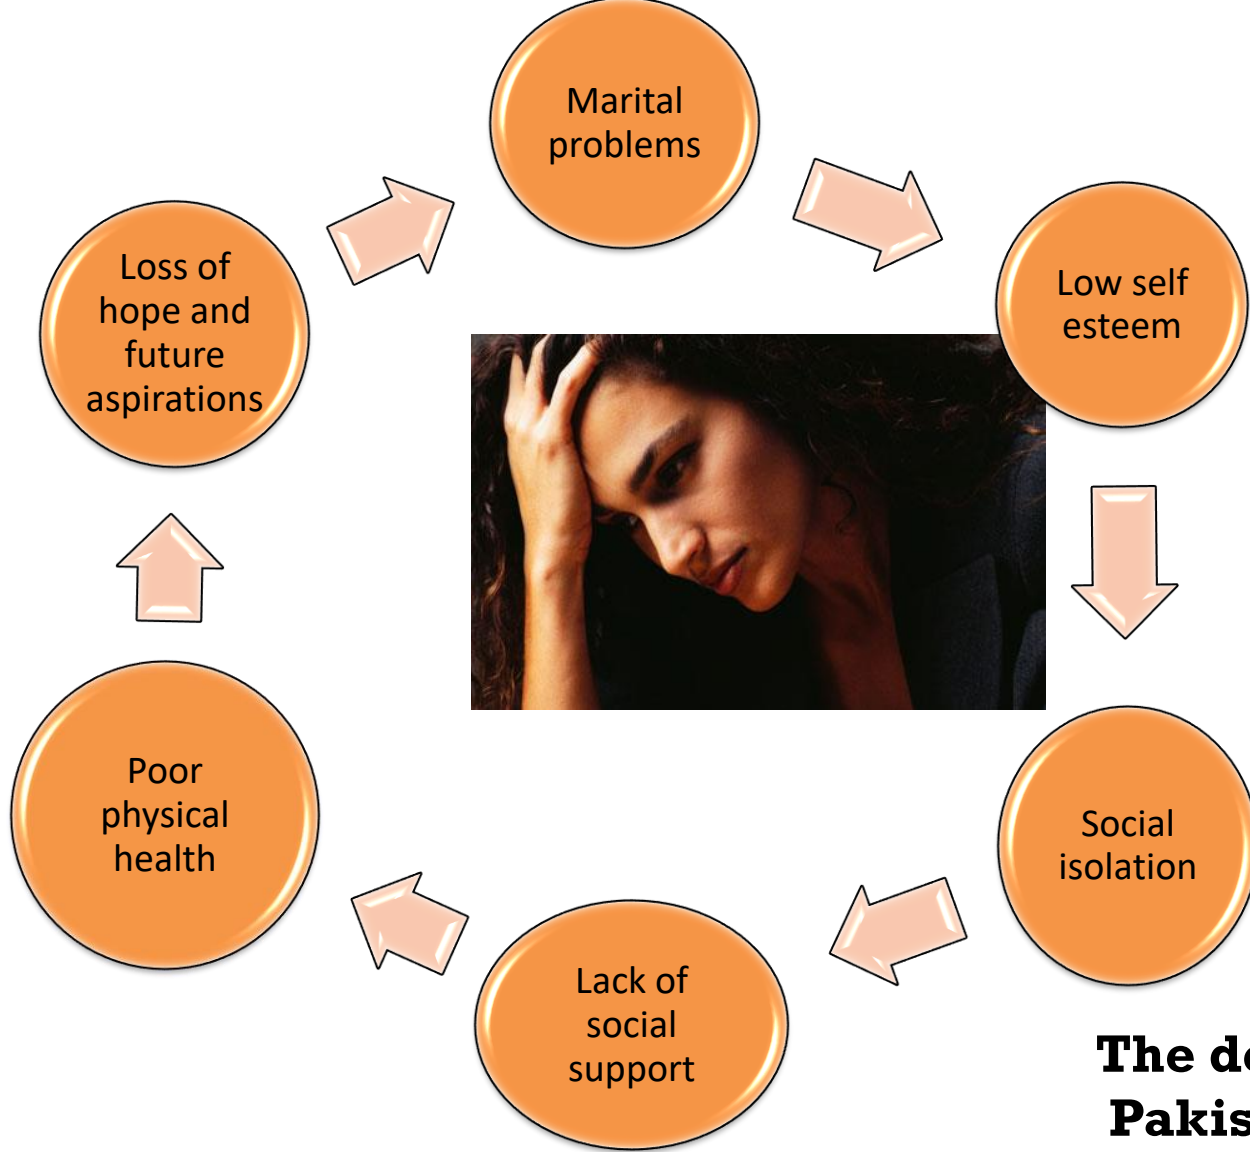 Marital
problems
Low self
esteem
Social
isolation
Lack of
social
support
Poor
physical
health
Loss of
hope and
future
aspirations
The